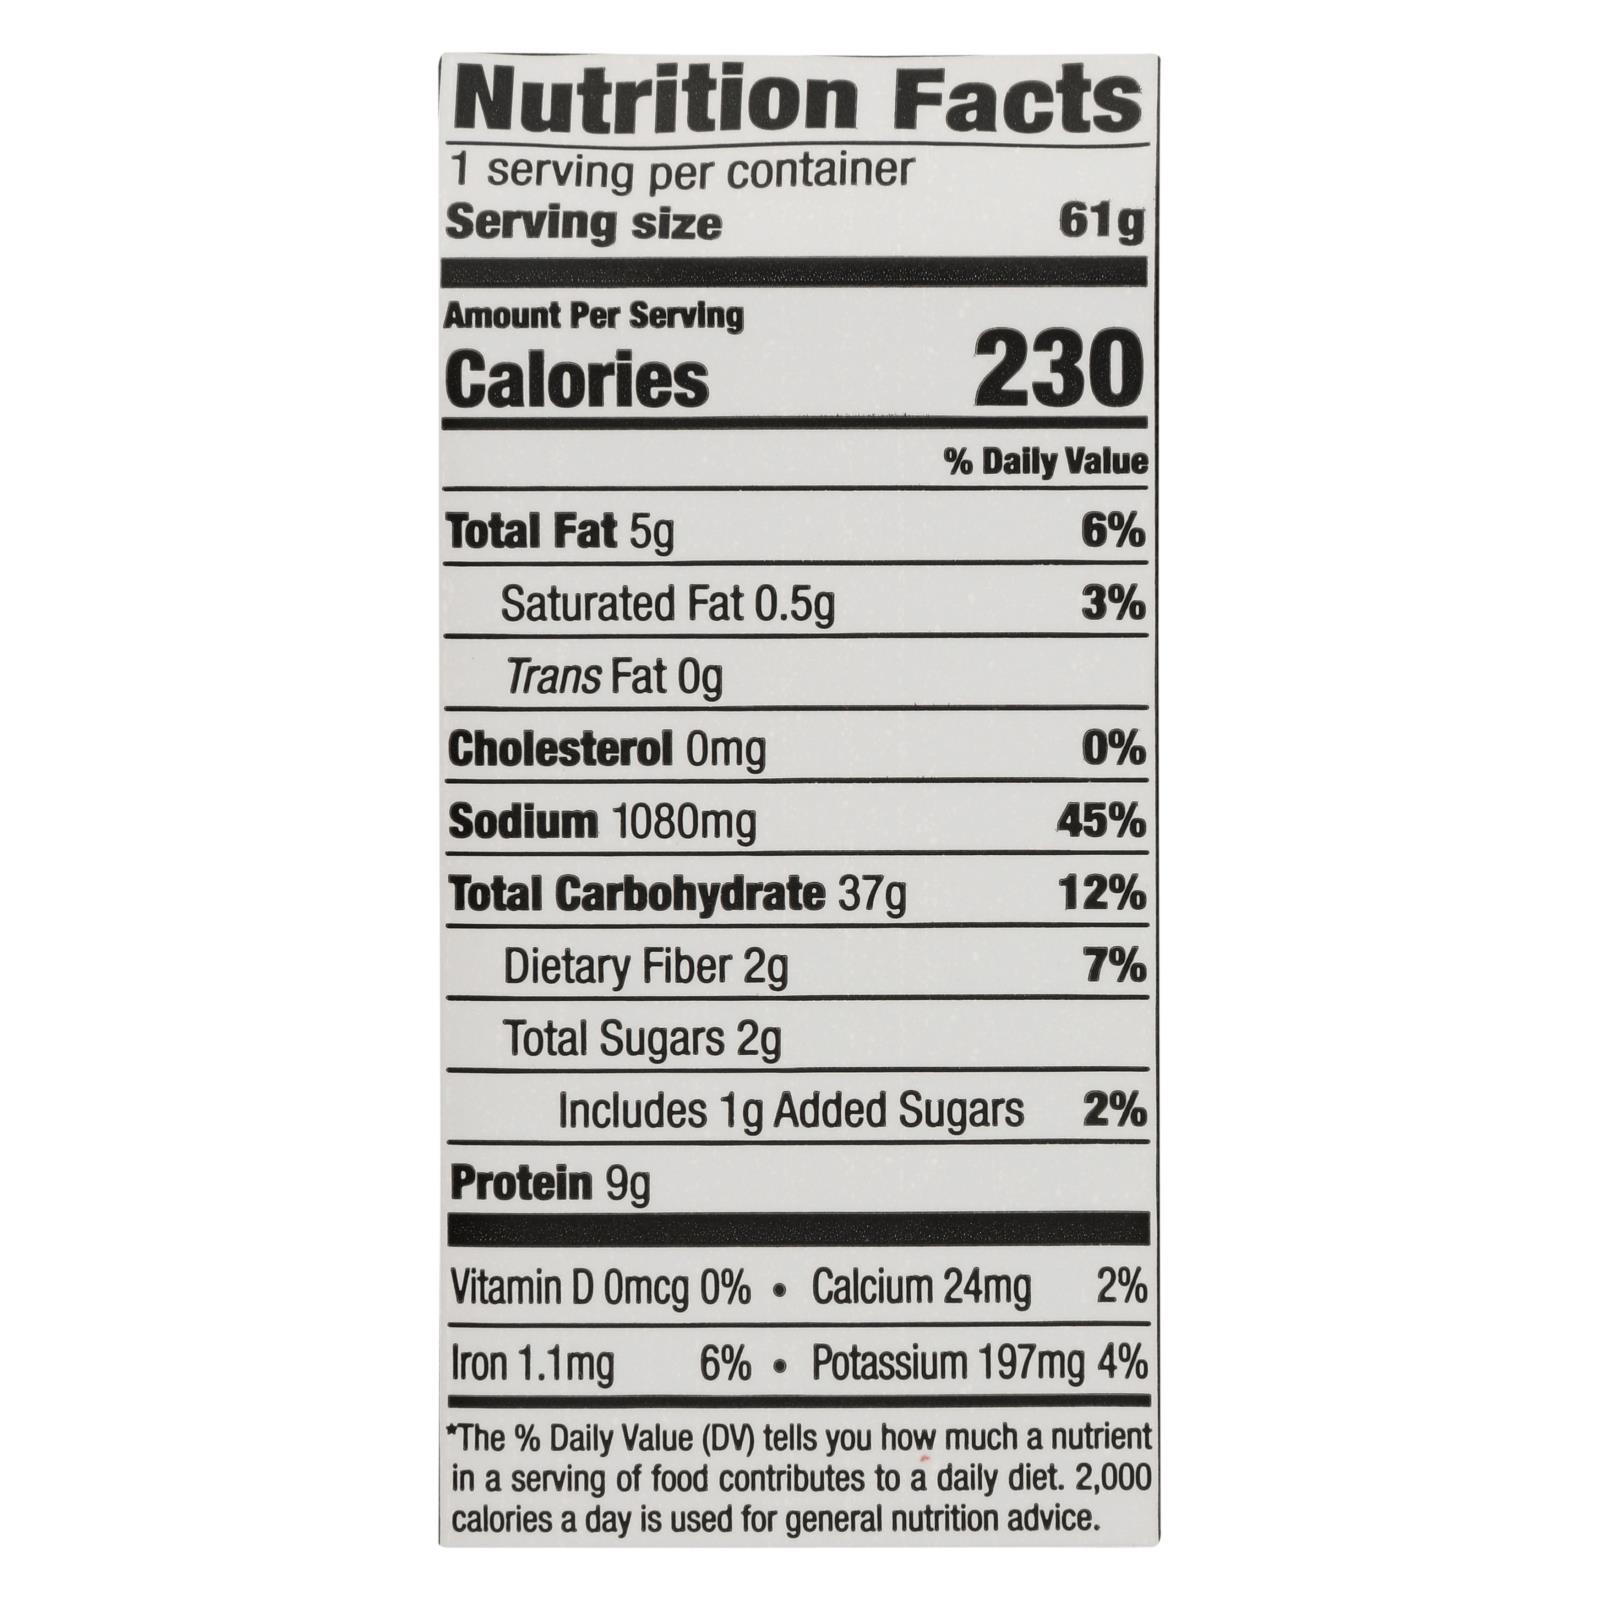 Nutrition Facts
1 serving per container
Serving size 61g
Amount Per Serving
Calories 230
% Daily Value
Total Fat 5g 6%
Saturated Fat 0.5g 3%
Trans Fat 0g
Cholesterol 0mg 0%
Sodium 1080mg 45%
Total Carbohydrate 37g 12%
Dietary Fiber 2g 7%
Total Sugars 2g
Includes 1g Added Sugars 2%
Protein 9g
Vitamin D 0mcg 0% • Calcium 24mg 2%
Iron 1.1mg 6% • Potassium 197mg 4%
*The % Daily Value (DV) tells you how much a nutrient
in a serving of food contributes to a daily diet. 2,000
calories a day is used for general nutrition advice.